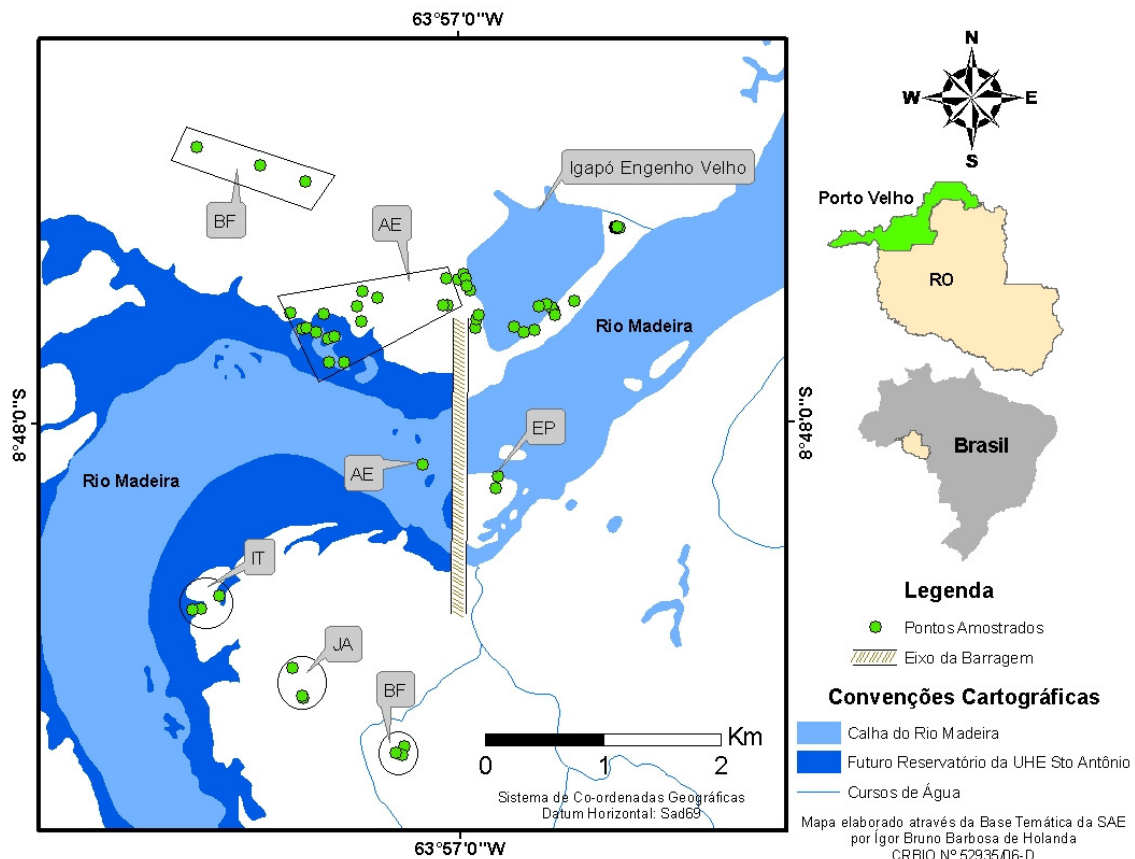 63°57'0"W
N
W
E
S
Igapó Engenho Velho
BF
AE
Porto Velho
RO
Rio Madeira
8°48'0"S
8°48'0"S
EP
AE
Rio Madeira
Brasil
IT
JA
BF
Km
0 1 2
Sistema de Co-ordenadas Geográficas
Datum Horizontal: Sad69
63°57'0"W
Legenda
Pontos Amostrados
Eixo da Barragem
Convenções Cartográficas
Calha do Rio Madeira
Futuro Reservatório da UHE Sto Antônio
Cursos de Água
Mapa elaborado através da Base Temática da SAE
por Ígor Bruno Barbosa de Holanda
CRBIO Nº 52935/06-D